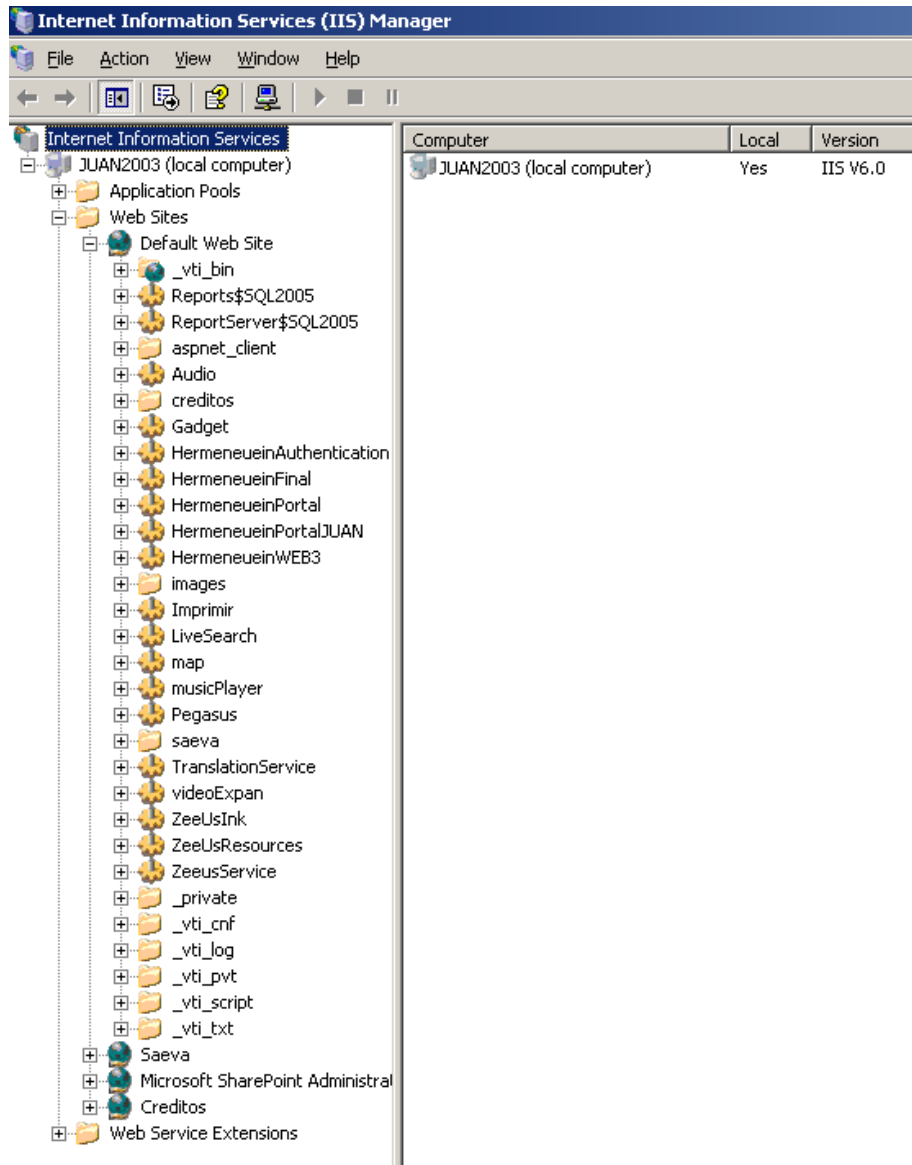 Internet Information Services (IIS) Manager
File Action View Window Help
Internet Information Services
JUAN2003 (local computer)
Application Pools
Web Sites
Default Web Site
_vti_bin
Reports$SQL2005
ReportServer$SQL2005
aspnet_client
Audio
creditos
Gadget
HermeneueinAuthentication
HermeneueinFinal
HermeneueinPortal
HermeneueinPortalJUAN
HermeneueinWEB3
images
Imprimir
LiveSearch
map
musicPlayer
Pegasus
saeva
TranslationService
videoExpan
ZeeUsInk
ZeeUsResources
ZeeusService
_private
_vti_cnf
_vti_log
_vti_pvt
_vti_script
_vti_txt
Saeva
Microsoft SharePoint Administrat
Creditos
Web Service Extensions
Computer Local Version
JUAN2003 (local computer) Yes IIS V6.0